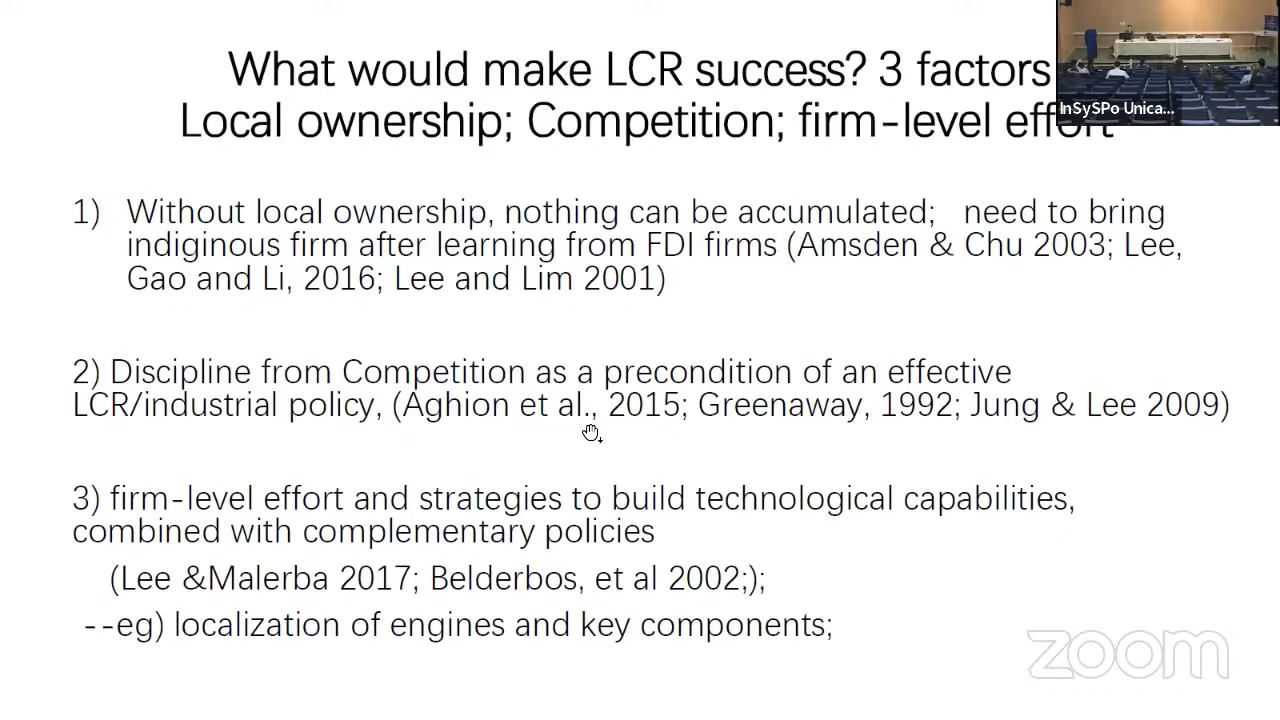 What would make LCR success? 3 factors
Local ownership; Competition; firm-level effort
InSySPo Unica...
1) Without local ownership, nothing can be accumulated; need to bring
indiginous firm after learning from FDI firms (Amsden & Chu 2003; Lee,
Gao and Li, 2016; Lee and Lim 2001)
2) Discipline from Competition as a precondition of an effective
LCR/industrial policy, (Aghion et al., 2015; Greenaway, 1992; Jung & Lee 2009)
3) firm-level effort and strategies to build technological capabilities,
combined with complementary policies
(Lee &Malerba 2017; Belderbos, et al 2002;);
--eg) localization of engines and key components;
zoom